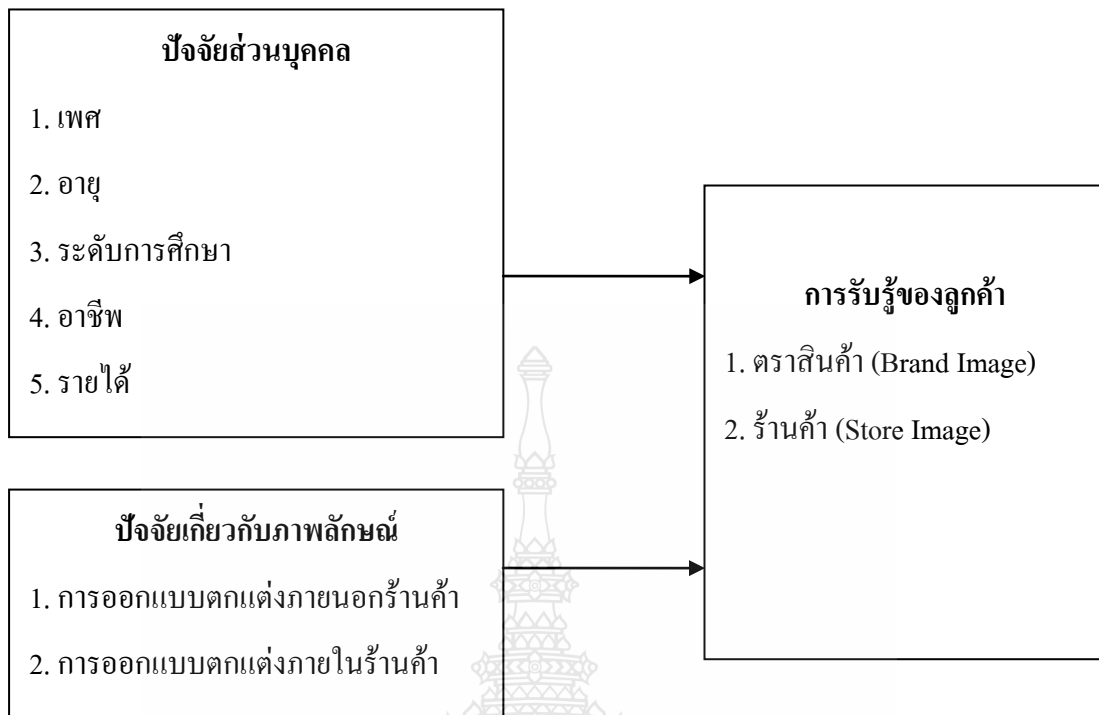 ปัจจัยส่วนบุคคล
1. เพศ
2. อายุ
3. ระดับการศึกษา
4. อาชีพ
5. รายได้
ปัจจัยเกี่ยวกับภาพลักษณ์
1. การออกแบบตกแต่งภายนอกร้านค้า
2. การออกแบบตกแต่งภายในร้านค้า
การรับรู้ของลูกค้า
1. ตราสินค้า (Brand Image)
2. ร้านค้า (Store Image)